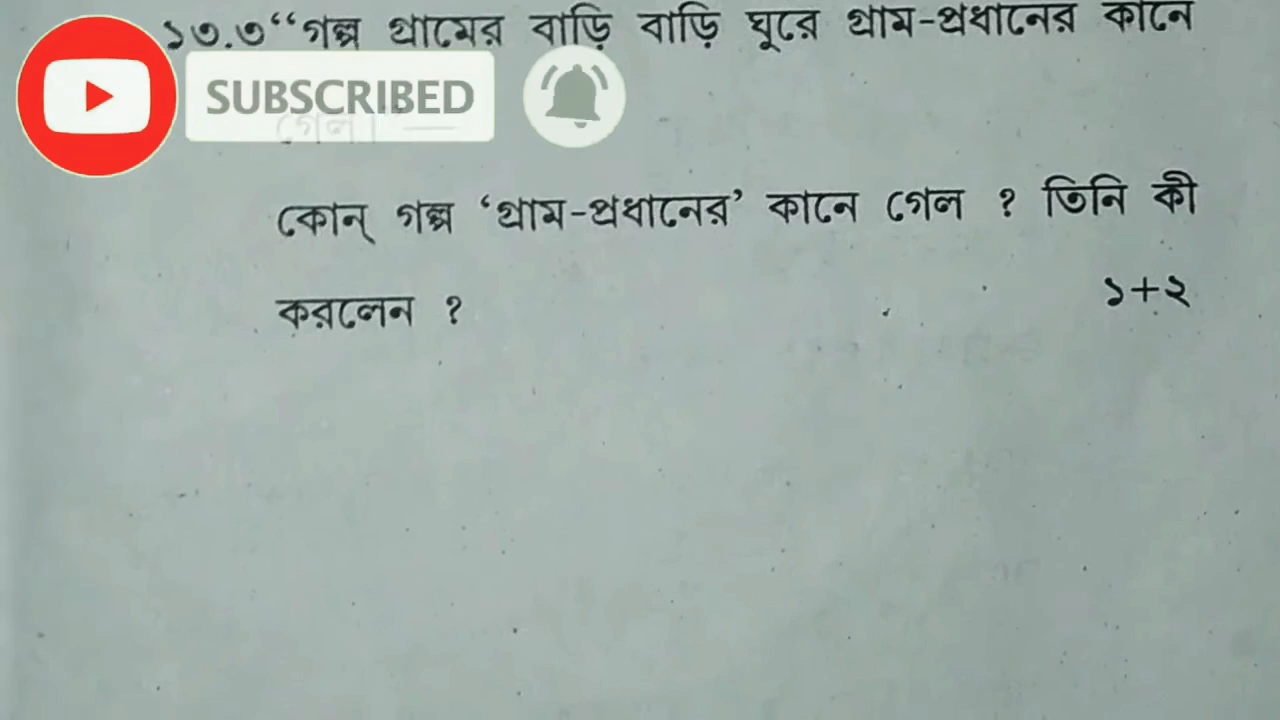 ১৩.৩ “গল্প গ্রামের বাড়ি বাড়ি ঘুরে গ্রাম-প্রধানের কানে
SUBSCRIBED
গেল।” —
কোন্ গল্প ‘গ্রাম-প্রধানের’ কানে গেল ? তিনি কী
করলেন ? ১+২